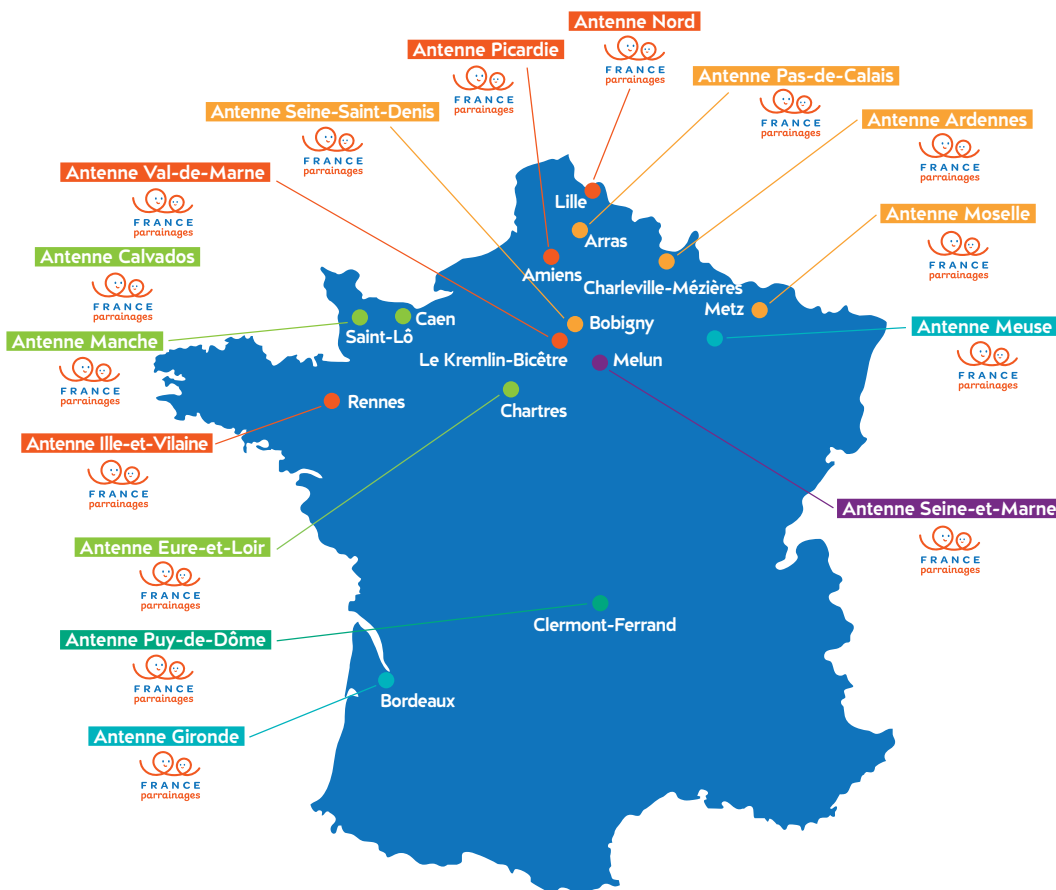 Antenne Nord
FRANCE
parrainages
Antenne Picardie
FRANCE
parrainages
Antenne Pas-de-Calais
FRANCE
parrainages
Antenne Seine-Saint-Denis
FRANCE
parrainages
Antenne Ardennes
FRANCE
parrainages
Antenne Val-de-Marne
FRANCE
parrainages
Antenne Moselle
FRANCE
parrainages
Antenne Calvados
FRANCE
parrainages
Antenne Manche
FRANCE
parrainages
Antenne Meuse
FRANCE
parrainages
Antenne Ille-et-Vilaine
FRANCE
parrainages
Antenne Seine-et-Marne
FRANCE
parrainages
Antenne Eure-et-Loir
FRANCE
parrainages
Antenne Puy-de-Dôme
FRANCE
parrainages
Antenne Gironde
FRANCE
parrainages
Lille
Arras
Amiens
Charleville-Mézières
Metz
Caen
Saint-Lô
Bobigny
Le Kremlin-Bicêtre
Melun
Rennes
Chartres
Clermont-Ferrand
Bordeaux